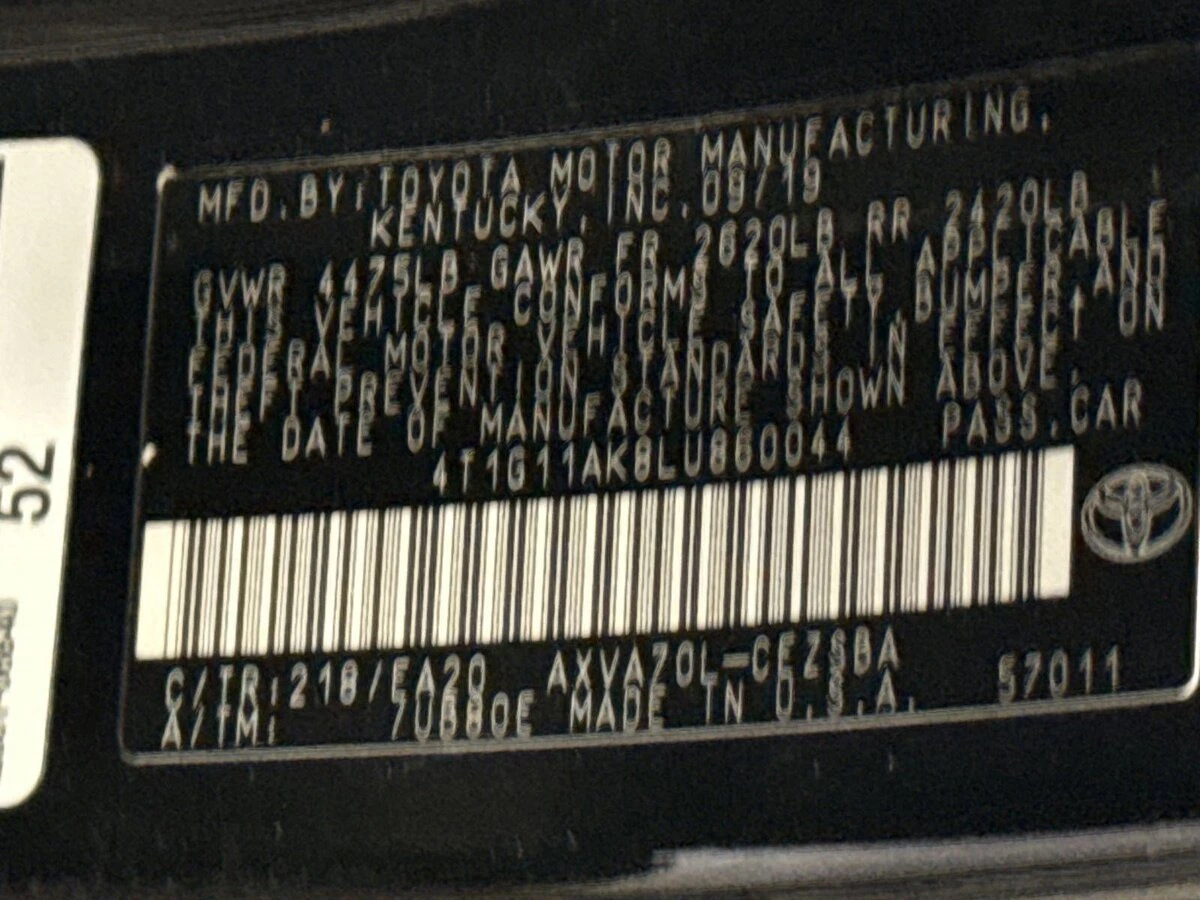 MFD. BY: TOYOTA MOTOR MANUFACTURING,
KENTUCKY, INC. 09/19
GVWR 4475LB GAWR FR 2620LB RR 2420LB
THIS VEHICLE CONFORMS TO ALL APPLICABLE
FEDERAL MOTOR VEHICLE SAFETY, BUMPER, AND
THEFT PREVENTION STANDARDS IN EFFECT ON
THE DATE OF MANUFACTURE SHOWN ABOVE.
4T1G11AK8LU860044 PASS. CAR
C/TR: 218/EA20 AXVA70L-CEZSBA
A/TM: /UB80E MADE IN U.S.A. 57011
52